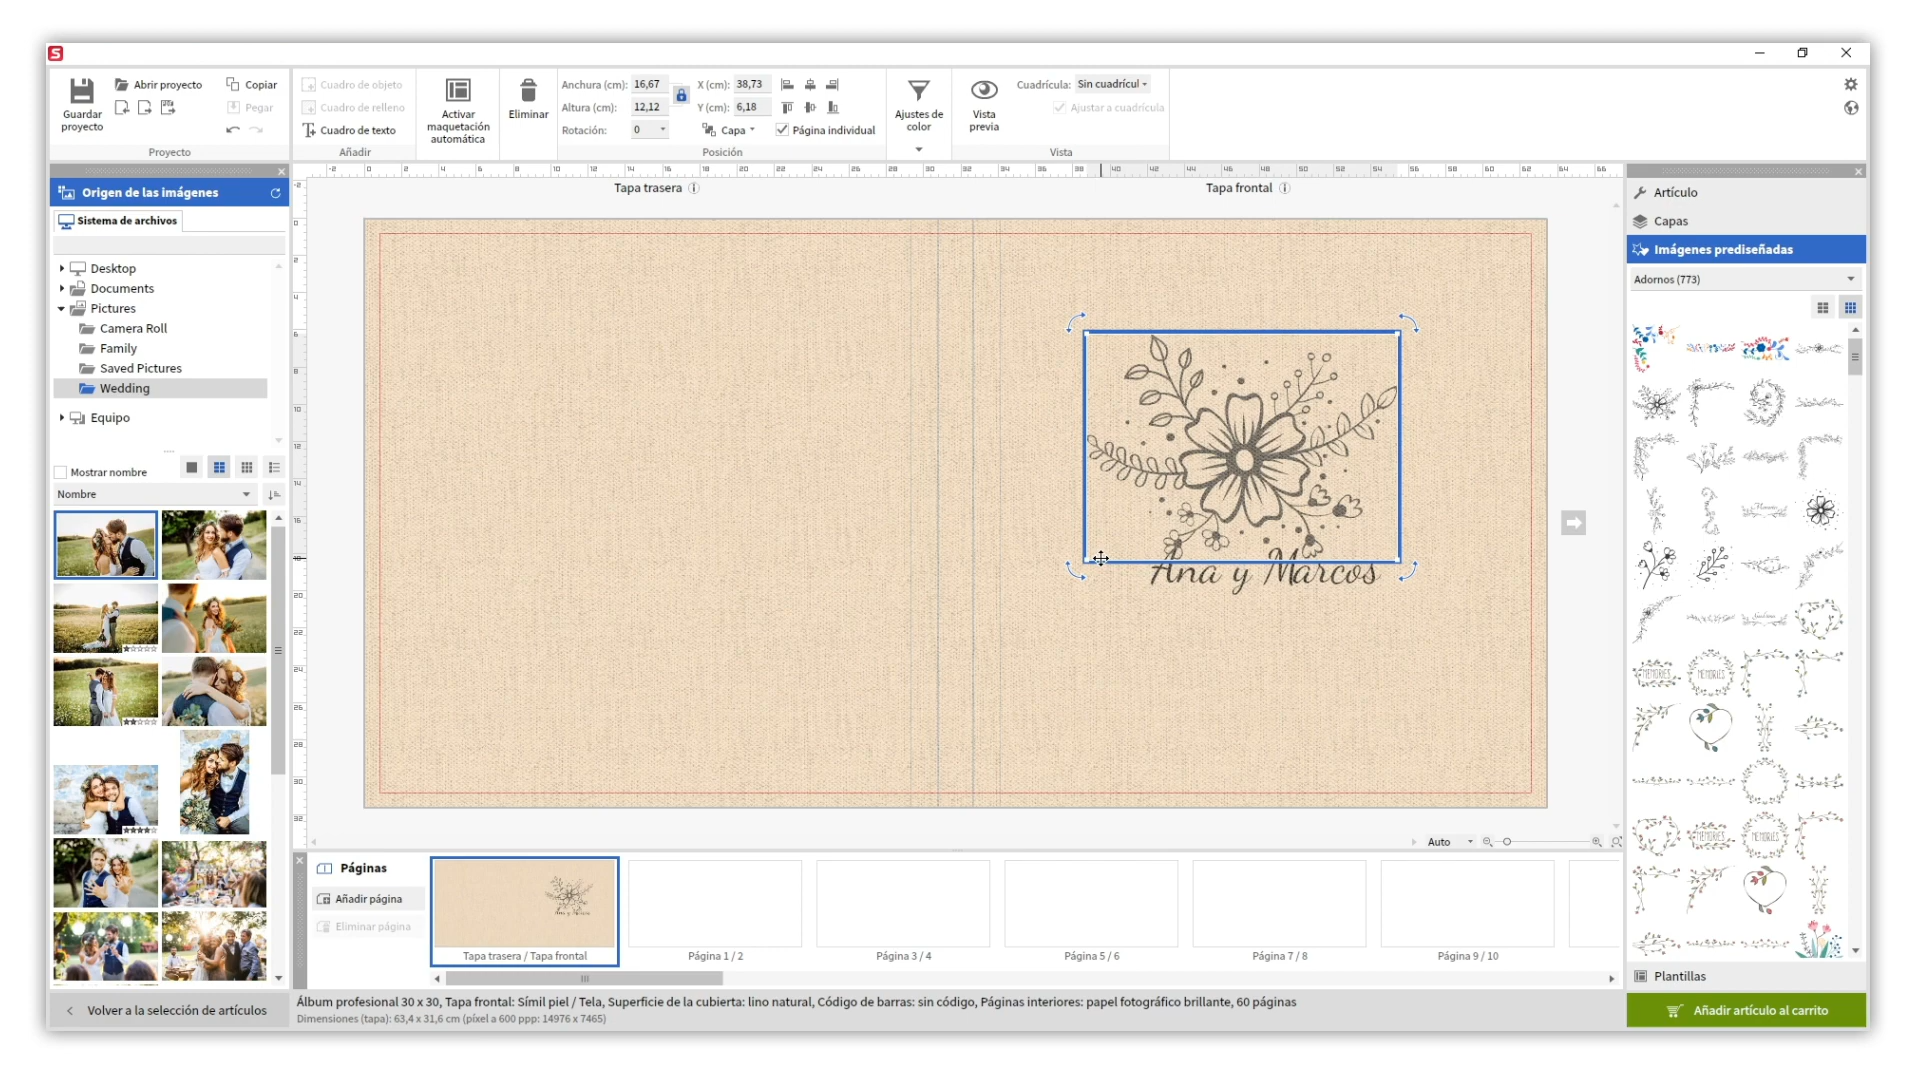 S
Guardar proyecto
Abrir proyecto
Copiar
Pegar
Proyecto
Cuadro de objeto
Cuadro de relleno
Cuadro de texto
Añadir
Activar maquetación automática
Eliminar
Anchura (cm): 16,67
X (cm): 38,73
Altura (cm): 12,12
Y (cm): 6,18
Rotación: 0
Capa
Página individual
Posición
Ajustes de color
Vista previa
Cuadrícula: Sin cuadrícul
Ajustar a cuadrícula
Vista
Origen de las imágenes
Sistema de archivos
Desktop
Documents
Pictures
Camera Roll
Family
Saved Pictures
Wedding
Equipo
Mostrar nombre
Nombre
Tapa trasera
Tapa frontal
Ana y Marcos
Auto
Artículo
Capas
Imágenes prediseñadas
Adornos (773)
MEMORIES
MEMORIES
MEMORIES
MEMORIES
Plantillas
Páginas
Añadir página
Eliminar página
Tapa trasera / Tapa frontal
Página 1 / 2
Página 3 / 4
Página 5 / 6
Página 7 / 8
Página 9 / 10
Volver a la selección de artículos
Álbum profesional 30 x 30, Tapa frontal: Símil piel / Tela, Superficie de la cubierta: lino natural, Código de barras: sin código, Páginas interiores: papel fotográfico brillante, 60 páginas
Dimensiones (tapa): 63,4 x 31,6 cm (píxel a 600 ppp: 14976 x 7465)
Añadir artículo al carrito